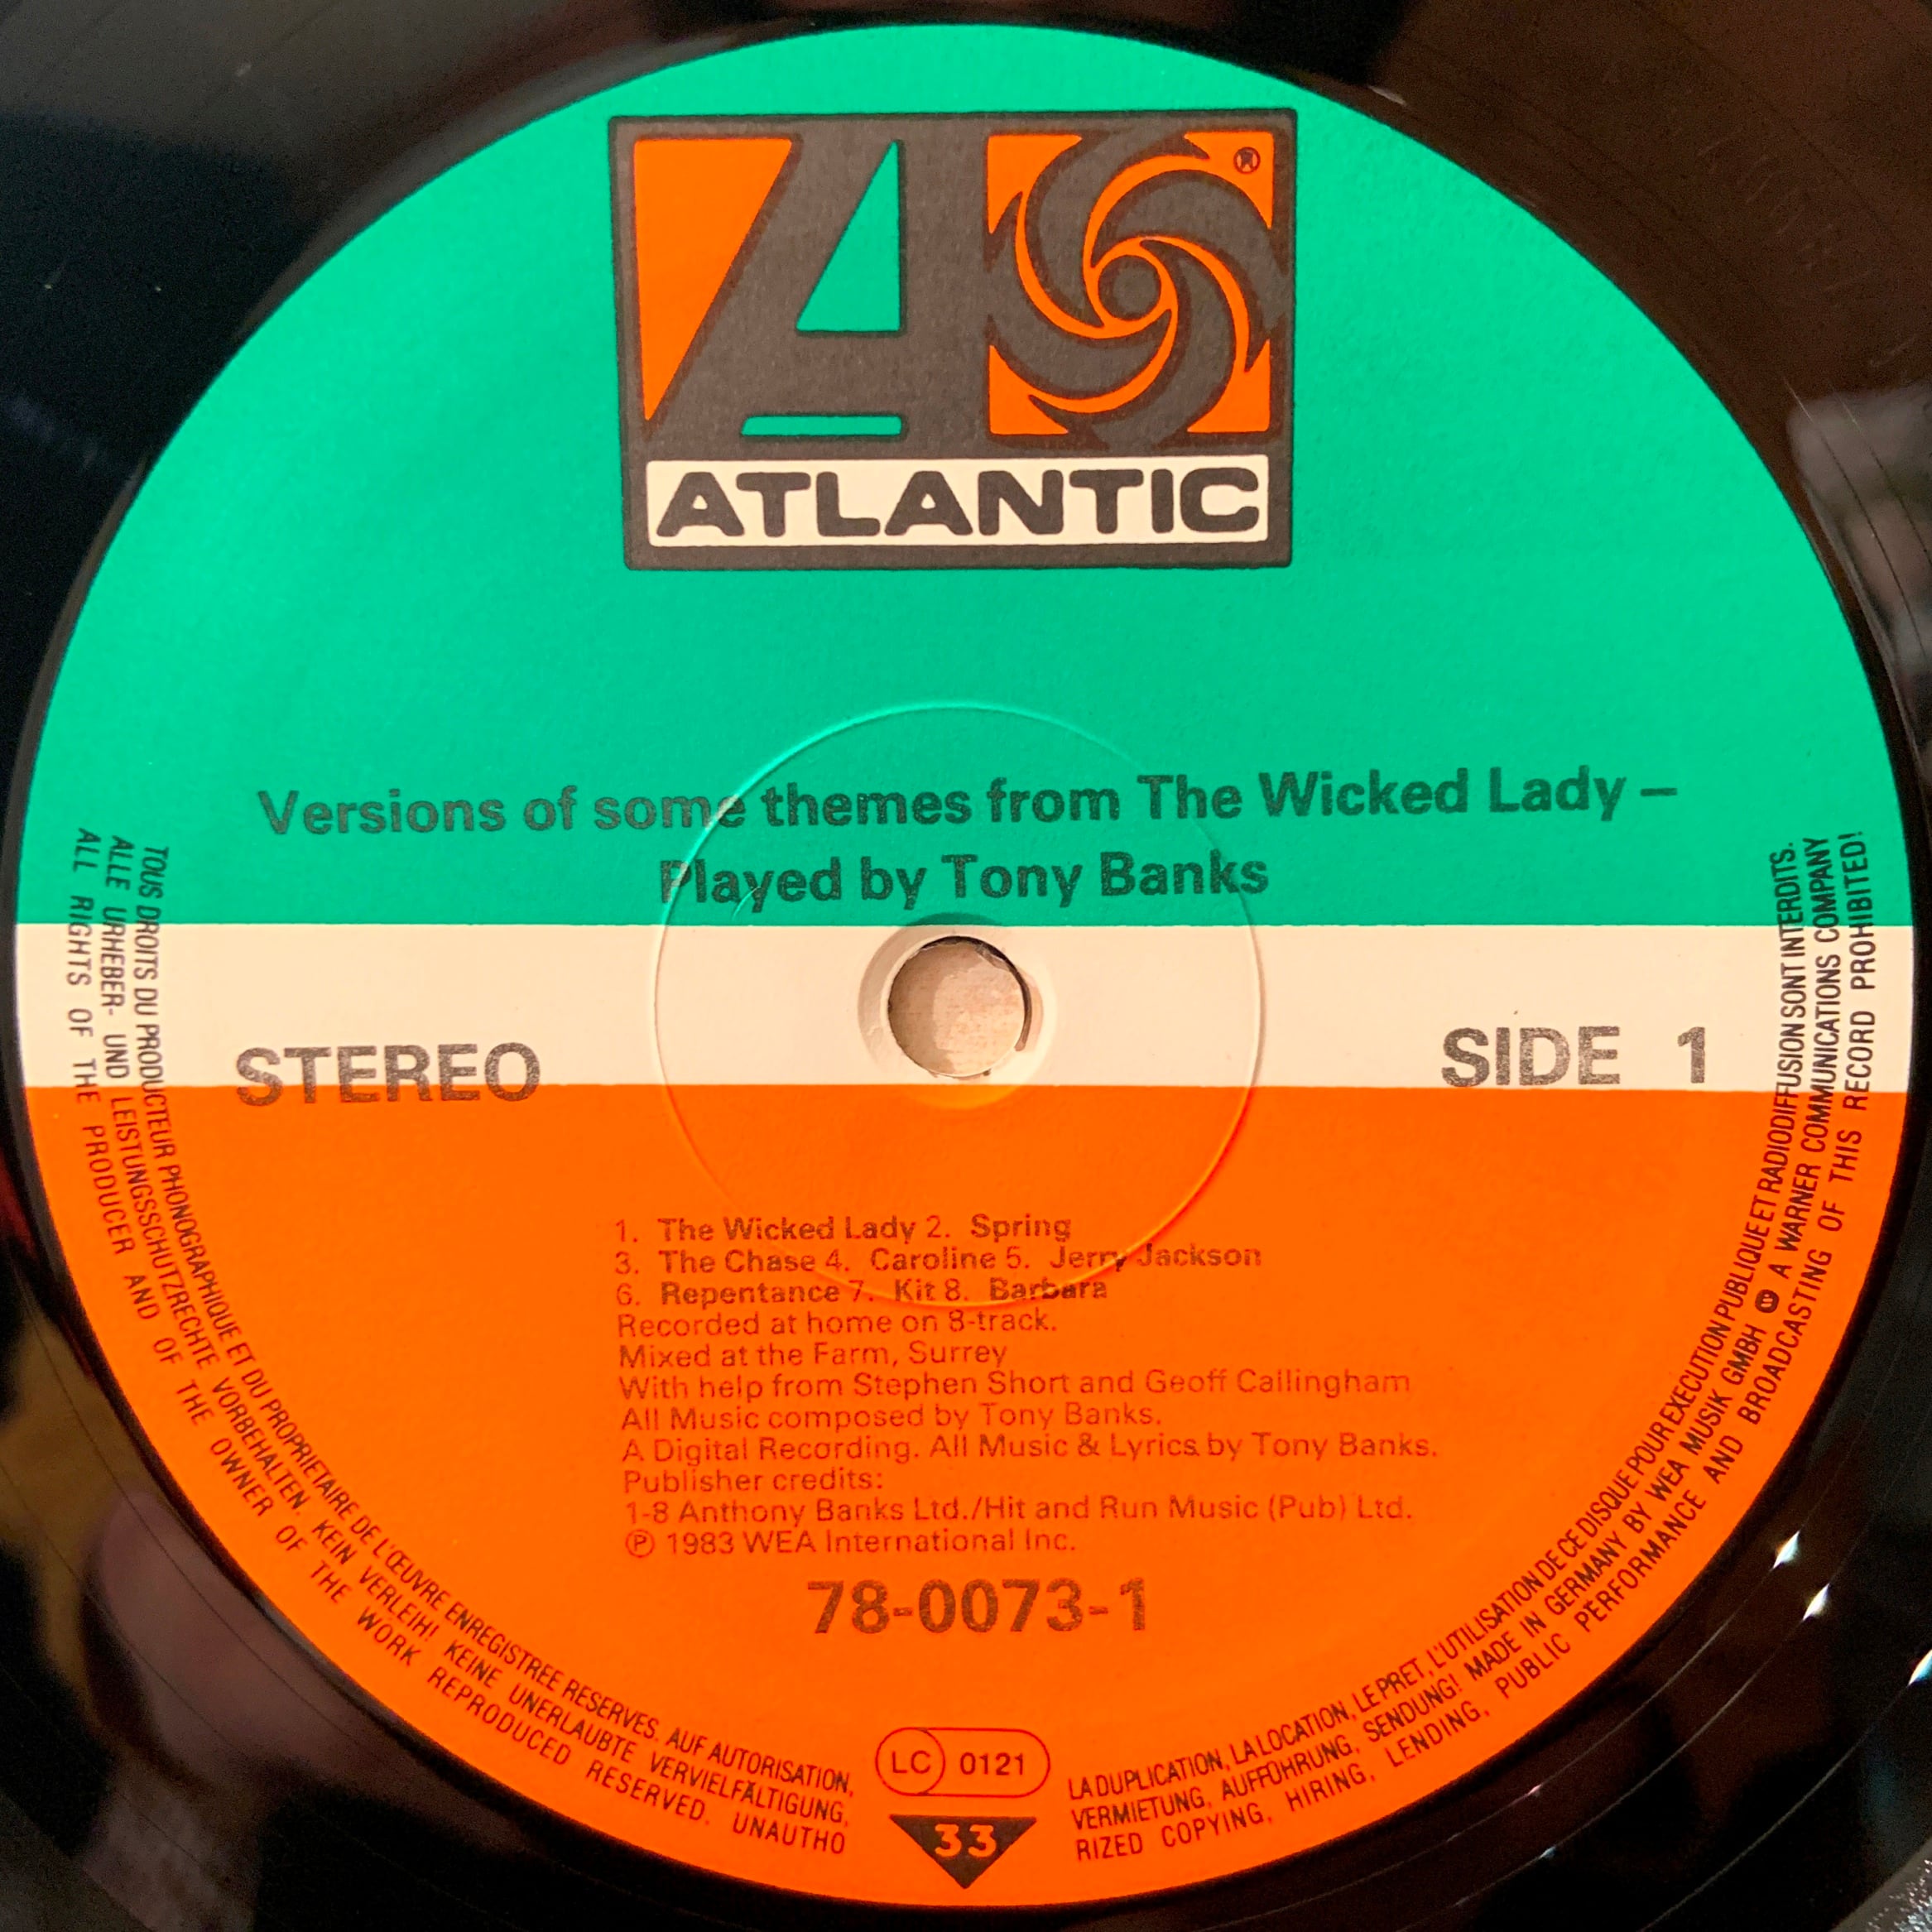 ®
ATLANTIC
Versions of some themes from The Wicked Lady –
Played by Tony Banks
STEREO
SIDE 1
1. The Wicked Lady 2. Spring
3. The Chase 4. Caroline 5. Jerry Jackson
6. Repentance 7. Kit 8. Barbara
Recorded at home on 8-track.
Mixed at the Farm, Surrey
With help from Stephen Short and Geoff Callingham
All Music composed by Tony Banks.
A Digital Recording. All Music & Lyrics by Tony Banks.
Publisher credits:
1-8 Anthony Banks Ltd./Hit and Run Music (Pub) Ltd.
℗ 1983 WEA International Inc.
78-0073-1
LC 0121
33
TOUS DROITS DU PRODUCTEUR PHONOGRAPHIQUE ET DU PROPRIETAIRE DE L'ŒUVRE ENREGISTREE RESERVES. AUF AUTORISATION, LA DUPLICATION, LA LOCATION, LE PRET, L'UTILISATION DE CE DISQUE POUR EXECUTION PUBLIQUE ET RADIODIFFUSION SONT INTERDITS.
ALLE URHEBER- UND LEISTUNGSSCHUTZRECHTE VORBEHALTEN. KEIN VERLEIH! KEINE UNERLAUBTE VERVIELFÄLTIGUNG, VERMIETUNG, AUFFÜHRUNG, SENDUNG! MADE IN GERMANY BY WEA MUSIK GMBH A WARNER COMMUNICATIONS COMPANY
ALL RIGHTS OF THE PRODUCER AND OF THE OWNER OF THE WORK REPRODUCED RESERVED. UNAUTHORIZED COPYING, HIRING, LENDING, PUBLIC PERFORMANCE AND BROADCASTING OF THIS RECORD PROHIBITED!